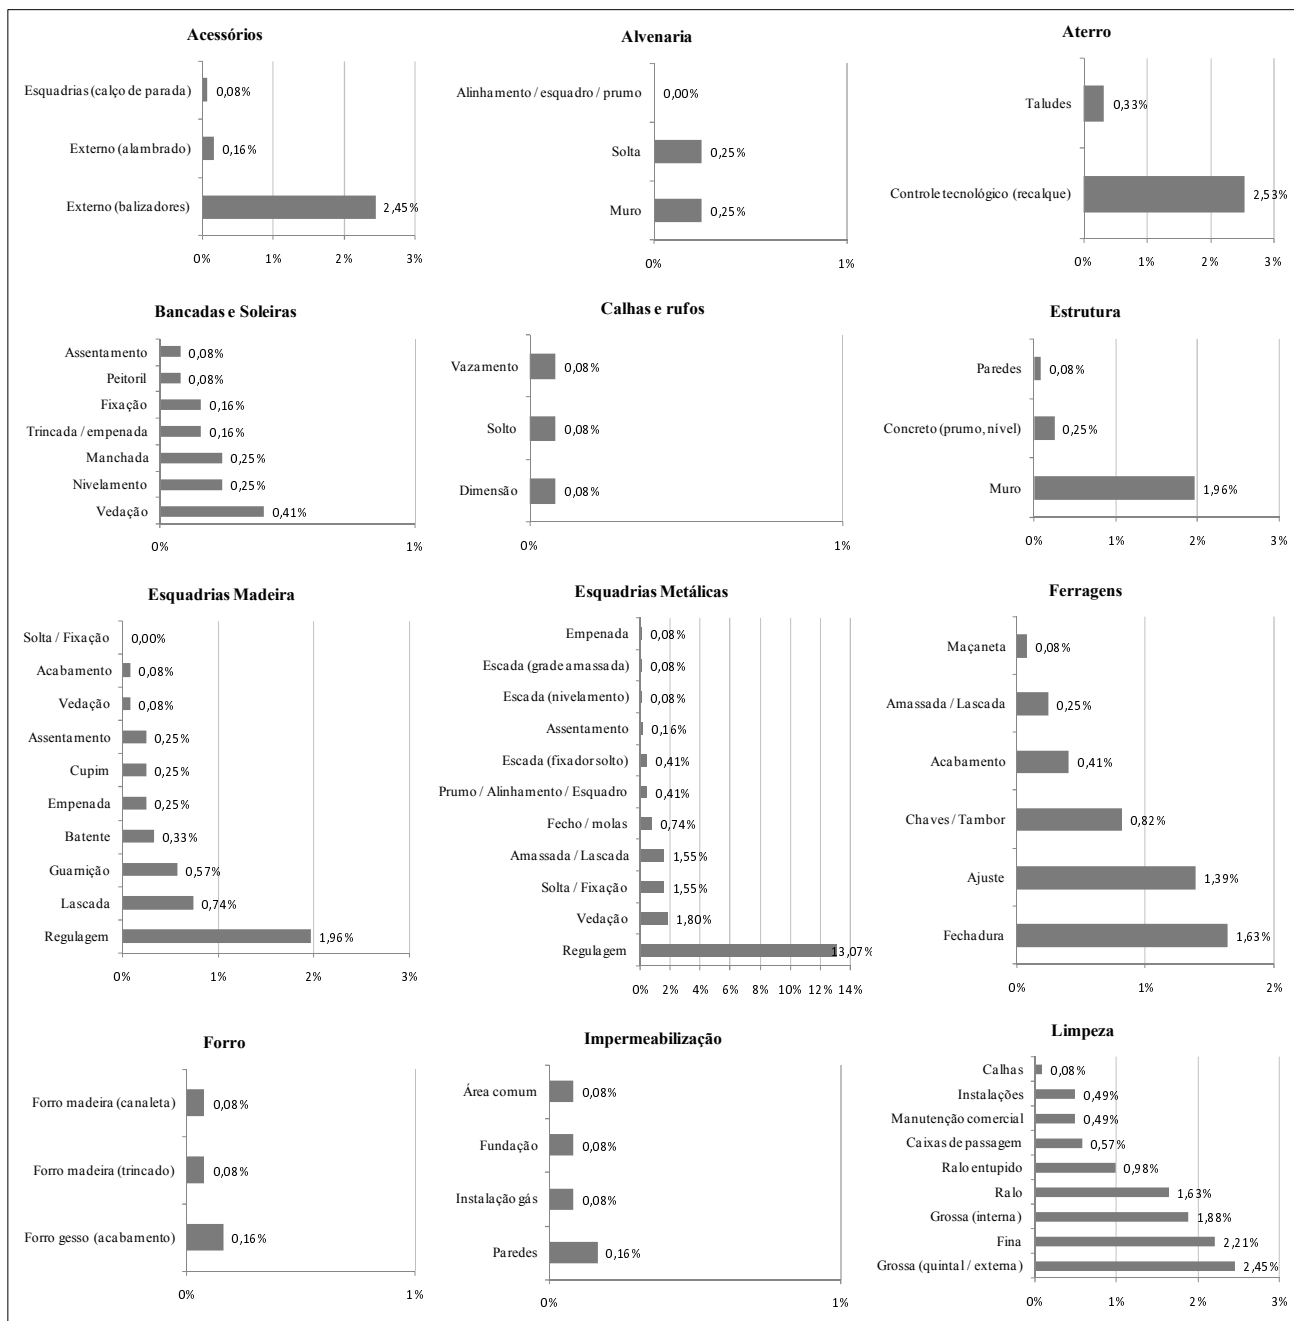 Acessórios
Esquadrias (calço de parada) 0,08%
Externo (alambrado) 0,16%
Externo (balizadores) 2,45%
0% 1% 2% 3%
Alvenaria
Alinhamento / esquadro / prumo 0,00%
Solta 0,25%
Muro 0,25%
0% 1%
Aterro
Taludes 0,33%
Controle tecnológico (recalque) 2,53%
0% 1% 2% 3%
Bancadas e Soleiras
Assentamento 0,08%
Peitoril 0,08%
Fixação 0,16%
Trincada / empenada 0,16%
Manchada 0,25%
Nivelamento 0,25%
Vedação 0,41%
0% 1%
Calhas e rufos
Vazamento 0,08%
Solto 0,08%
Dimensão 0,08%
0% 1%
Estrutura
Paredes 0,08%
Concreto (prumo, nível) 0,25%
Muro 1,96%
0% 1% 2% 3%
Esquadrias Madeira
Solta / Fixação 0,00%
Acabamento 0,08%
Vedação 0,08%
Assentamento 0,25%
Cupim 0,25%
Empenada 0,25%
Batente 0,33%
Guarnição 0,57%
Lascada 0,74%
Regulagem 1,96%
0% 1% 2% 3%
Esquadrias Metálicas
Empenada 0,08%
Escada (grade amassada) 0,08%
Escada (nivelamento) 0,08%
Assentamento 0,16%
Escada (fixador solto) 0,41%
Prumo / Alinhamento / Esquadro 0,41%
Fecho / molas 0,74%
Amassada / Lascada 1,55%
Solta / Fixação 1,55%
Vedação 1,80%
Regulagem 13,07%
0% 2% 4% 6% 8% 10% 12% 14%
Ferragens
Maçaneta 0,08%
Amassada / Lascada 0,25%
Acabamento 0,41%
Chaves / Tambor 0,82%
Ajuste 1,39%
Fechadura 1,63%
0% 1% 2%
Forro
Forro madeira (canaleta) 0,08%
Forro madeira (trincado) 0,08%
Forro gesso (acabamento) 0,16%
0% 1%
Impermeabilização
Área comum 0,08%
Fundação 0,08%
Instalação gás 0,08%
Paredes 0,16%
0% 1%
Limpeza
Calhas 0,08%
Instalações 0,49%
Manutenção comercial 0,49%
Caixas de passagem 0,57%
Ralo entupido 0,98%
Ralo 1,63%
Grossa (interna) 1,88%
Fina 2,21%
Grossa (quintal / externa) 2,45%
0% 1% 2% 3%